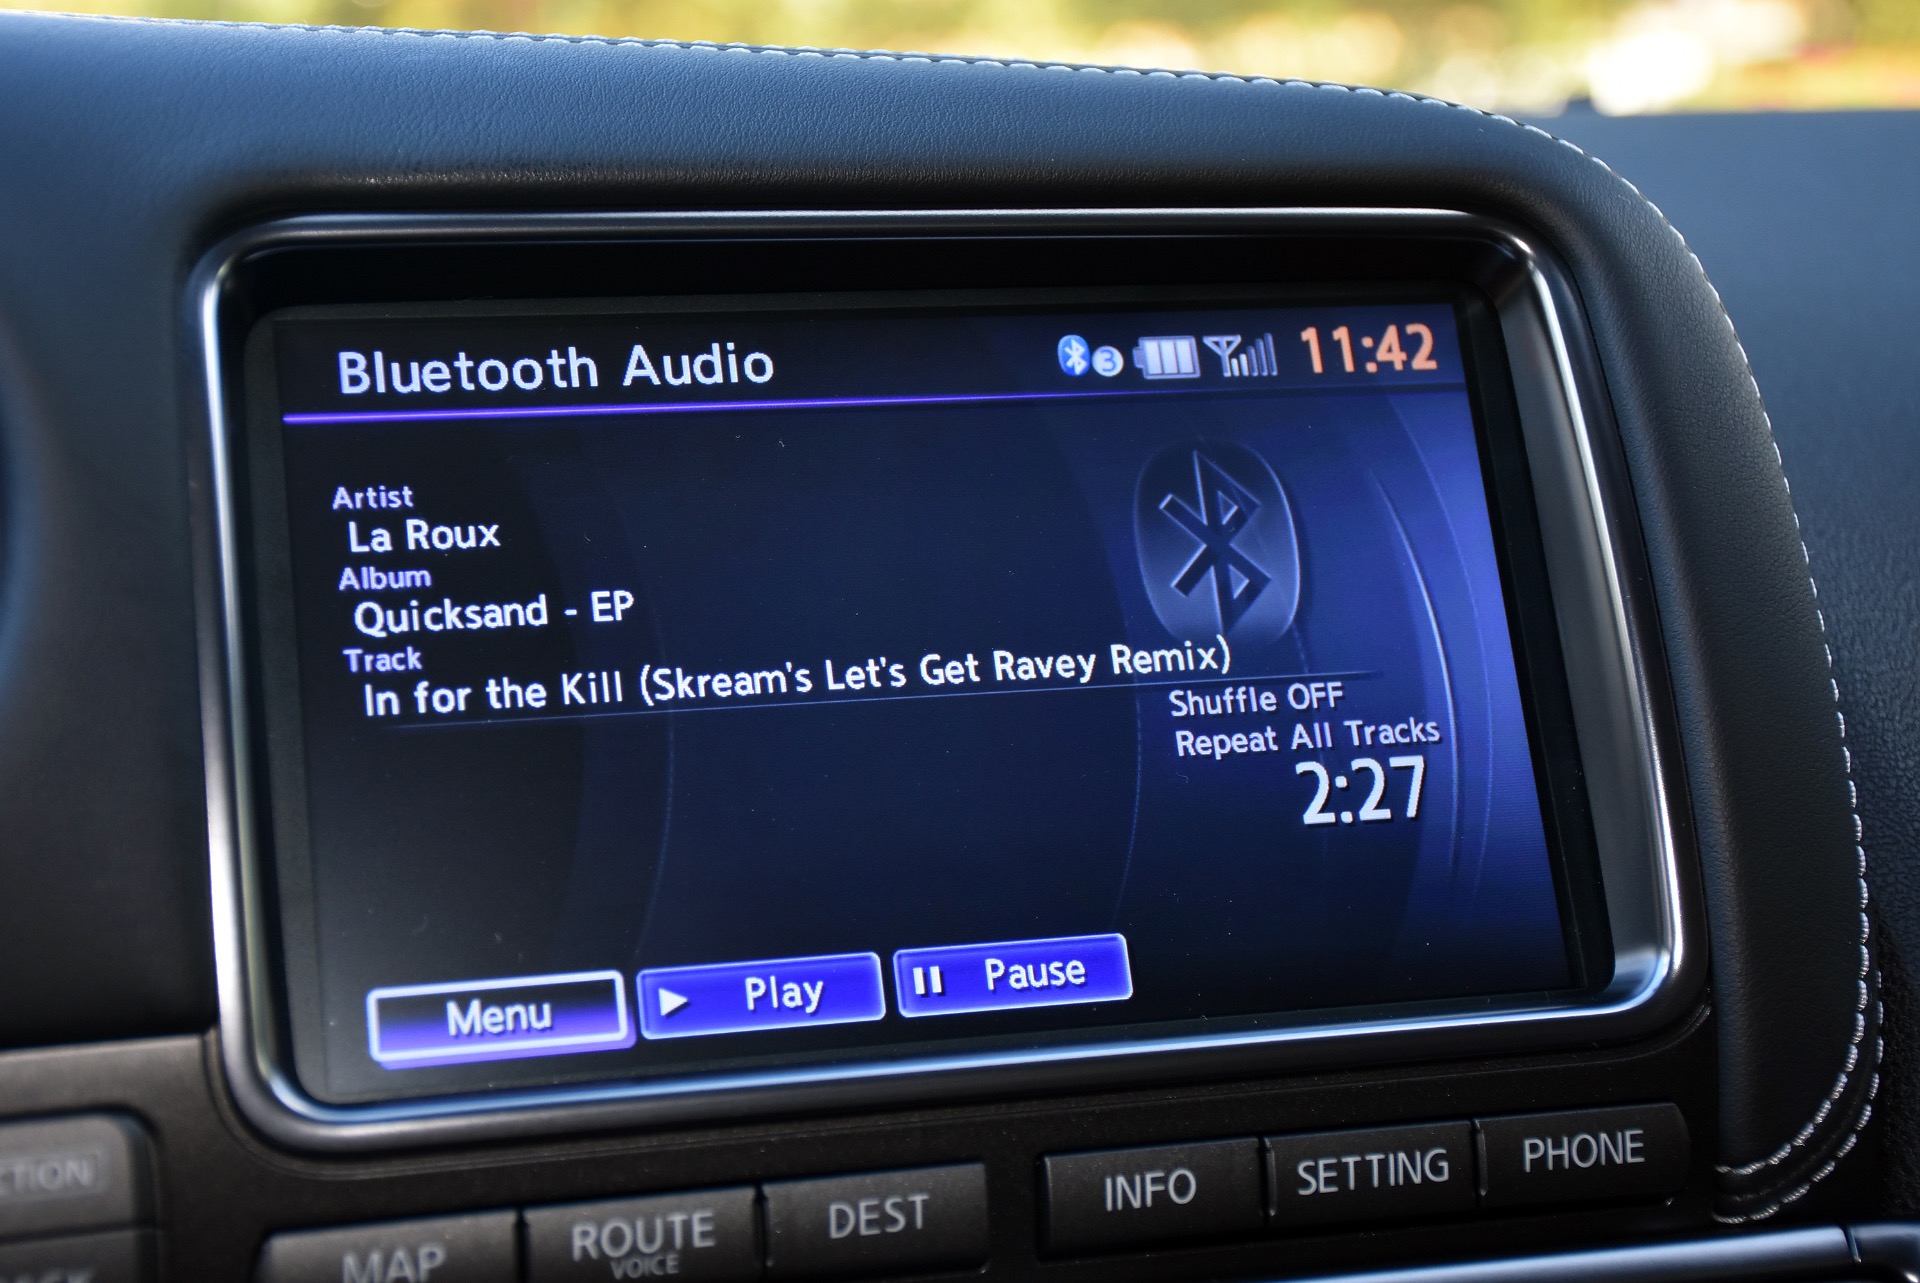 Bluetooth Audio
3
11:42
Artist
La Roux
Album
Quicksand - EP
Track
In for the Kill (Skream's Let's Get Ravey Remix)
Shuffle OFF
Repeat All Tracks
2:27
Menu
Play
Pause
INFO
SETTING
PHONE
MAP
ROUTE
VOICE
DEST